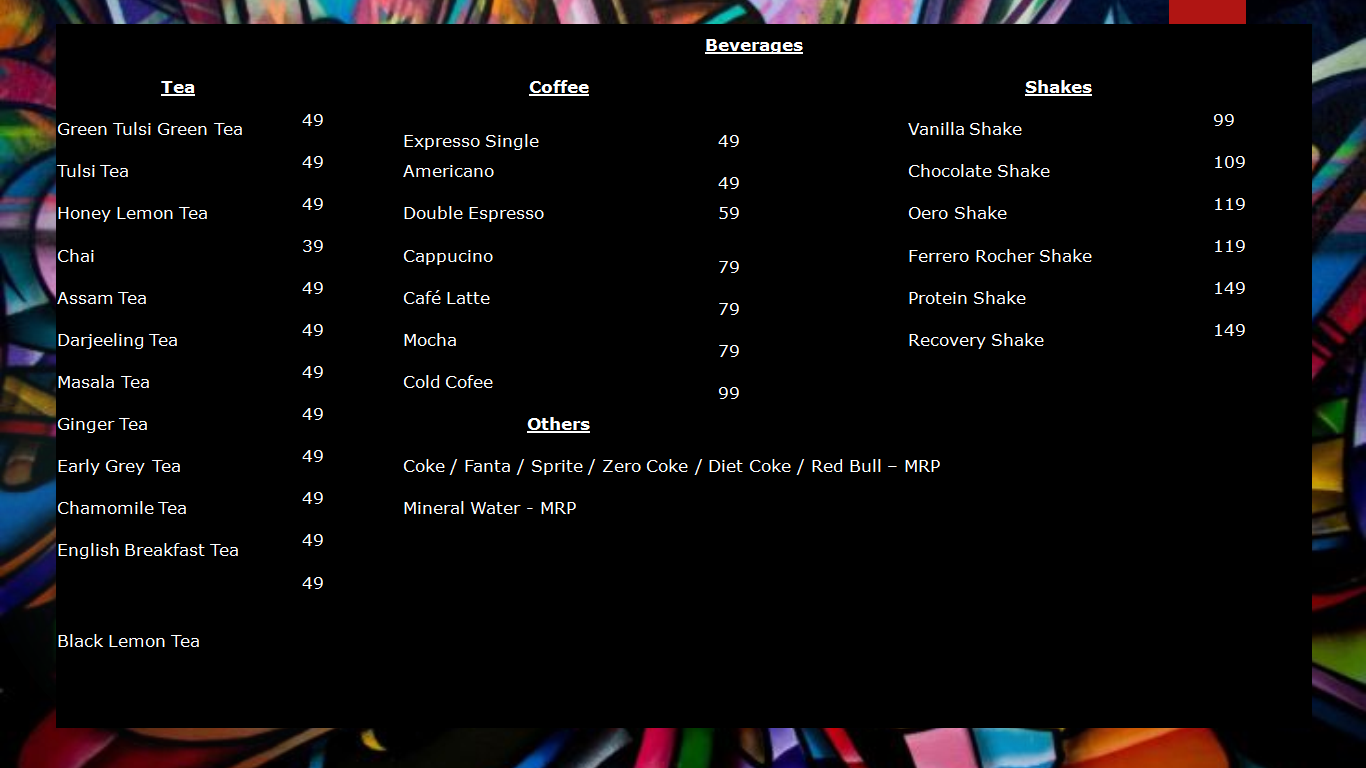 Beverages
Tea
Green Tulsi Green Tea 49
Tulsi Tea 49
Honey Lemon Tea 49
Chai 39
Assam Tea 49
Darjeeling Tea 49
Masala Tea 49
Ginger Tea 49
Early Grey Tea 49
Chamomile Tea 49
English Breakfast Tea 49
Black Lemon Tea 49
Coffee
Expresso Single 49
Americano 49
Double Espresso 59
Cappucino 79
Café Latte 79
Mocha 79
Cold Cofee 99
Others
Coke / Fanta / Sprite / Zero Coke / Diet Coke / Red Bull – MRP
Mineral Water - MRP
Shakes
Vanilla Shake 99
Chocolate Shake 109
Oero Shake 119
Ferrero Rocher Shake 119
Protein Shake 149
Recovery Shake 149